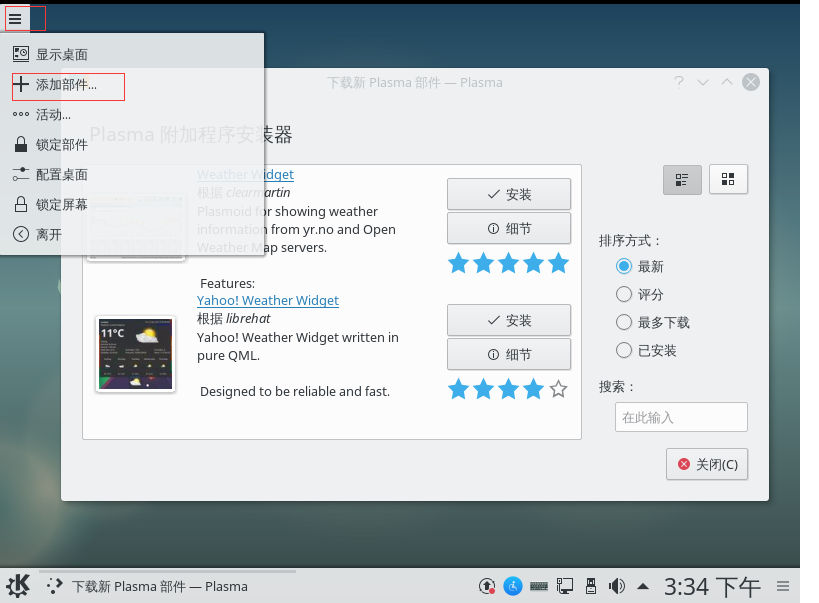 显示桌面
添加部件...
活动...
锁定部件
配置桌面
锁定屏幕
离开
下载新 Plasma 部件 — Plasma
Plasma 附加程序安装器
Weather Widget
根据 clearmartin
Plasmoid for showing weather
information from yr.no and Open
Weather Map servers.
Features:
安装
细节
Yahoo! Weather Widget
根据 librehat
Yahoo! Weather Widget written in
pure QML.
Designed to be reliable and fast.
11°C
安装
细节
排序方式：
最新
评分
最多下载
已安装
搜索：
在此输入
关闭(C)
下载新 Plasma 部件 — Plasma
3:34 下午